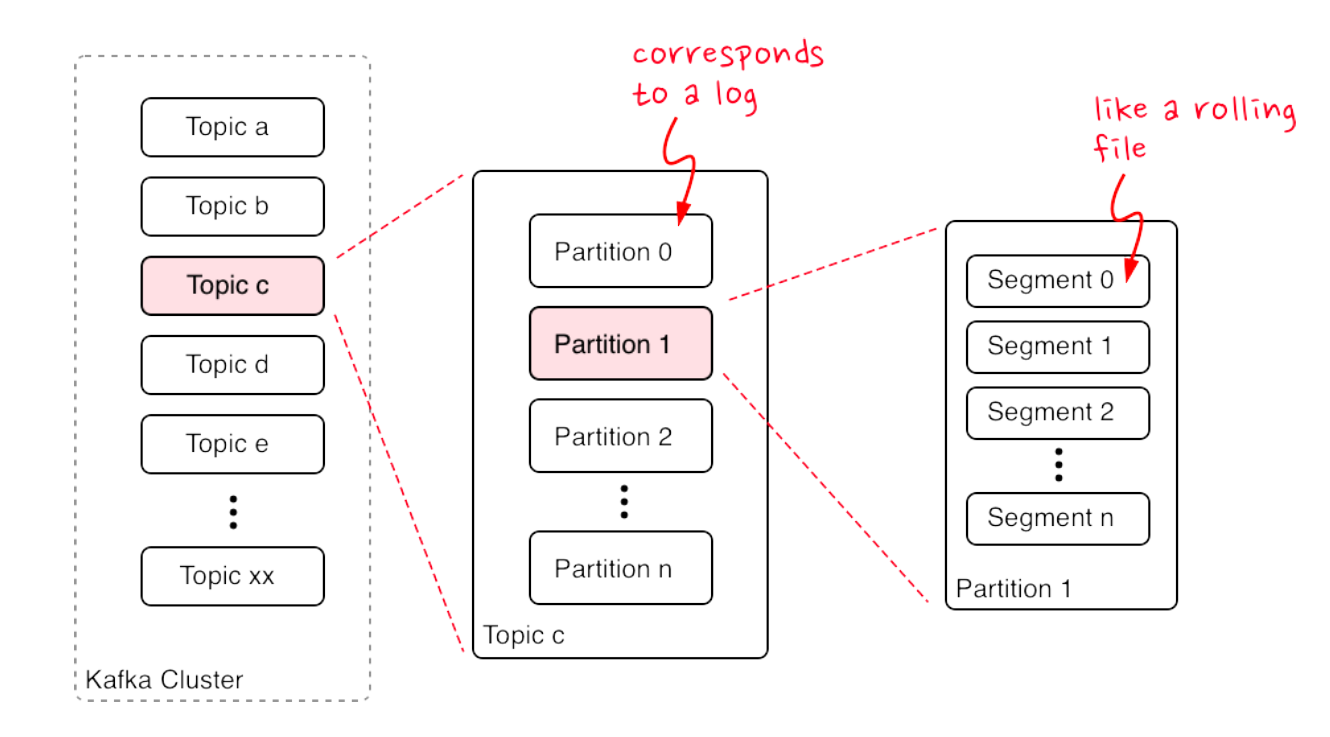 Topic a
Topic b
Topic c
Topic d
Topic e
Topic xx
Kafka Cluster
corresponds
to a log
Partition 0
Partition 1
Partition 2
Partition n
Topic c
like a rolling
file
Segment 0
Segment 1
Segment 2
Segment n
Partition 1